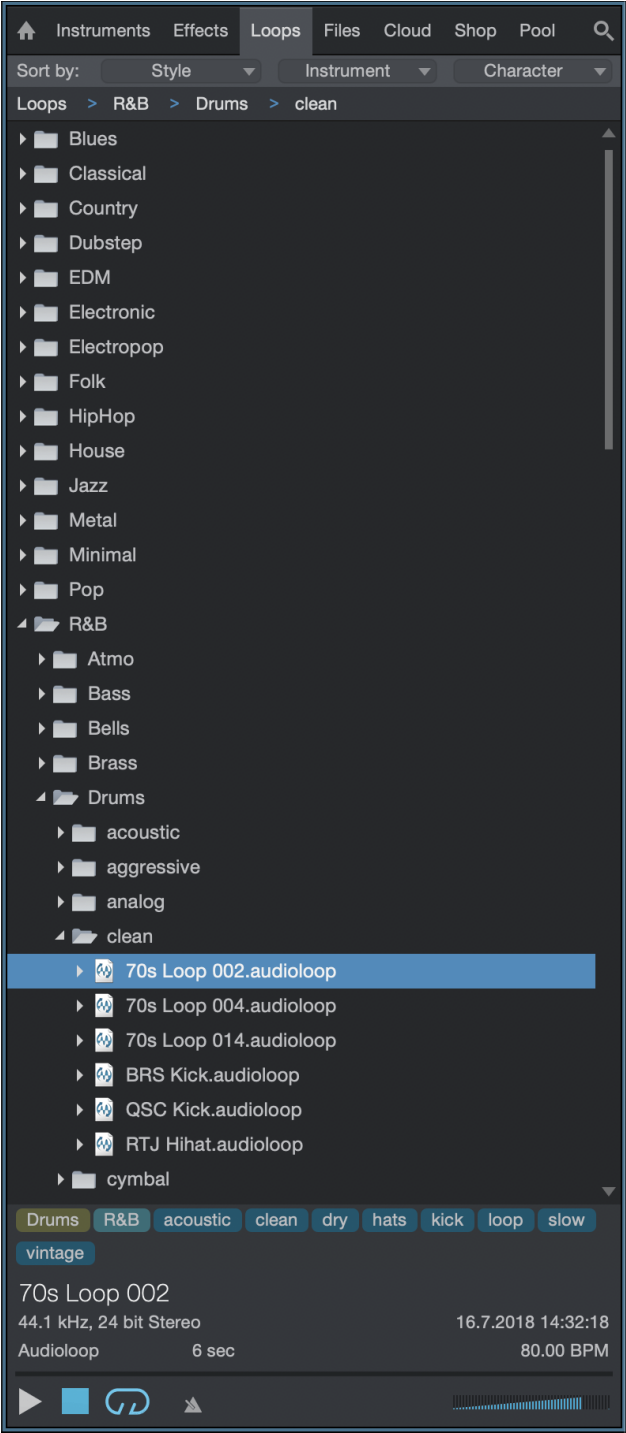 Instruments Effects Loops Files Cloud Shop Pool
Sort by: Style Instrument Character
Loops > R&B > Drums > clean
Blues
Classical
Country
Dubstep
EDM
Electronic
Electropop
Folk
HipHop
House
Jazz
Metal
Minimal
Pop
R&B
Atmo
Bass
Bells
Brass
Drums
acoustic
aggressive
analog
clean
70s Loop 002.audioloop
70s Loop 004.audioloop
70s Loop 014.audioloop
BRS Kick.audioloop
QSC Kick.audioloop
RTJ Hihat.audioloop
cymbal
Drums R&B acoustic clean dry hats kick loop slow
vintage
70s Loop 002
44.1 kHz, 24 bit Stereo 16.7.2018 14:32:18
Audioloop 6 sec 80.00 BPM